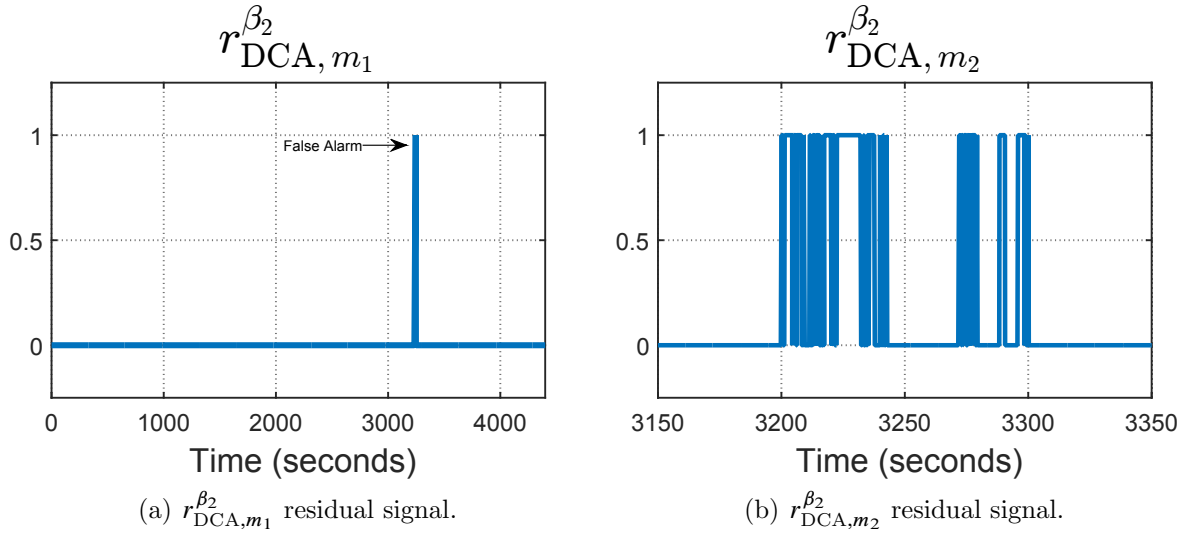 r^{β_2}_{DCA, m_1}
1
False Alarm
0.5
0
0 1000 2000 3000 4000
Time (seconds)
(a) r^{β_2}_{DCA,m_1} residual signal.
r^{β_2}_{DCA, m_2}
1
0.5
0
3150 3200 3250 3300 3350
Time (seconds)
(b) r^{β_2}_{DCA,m_2} residual signal.